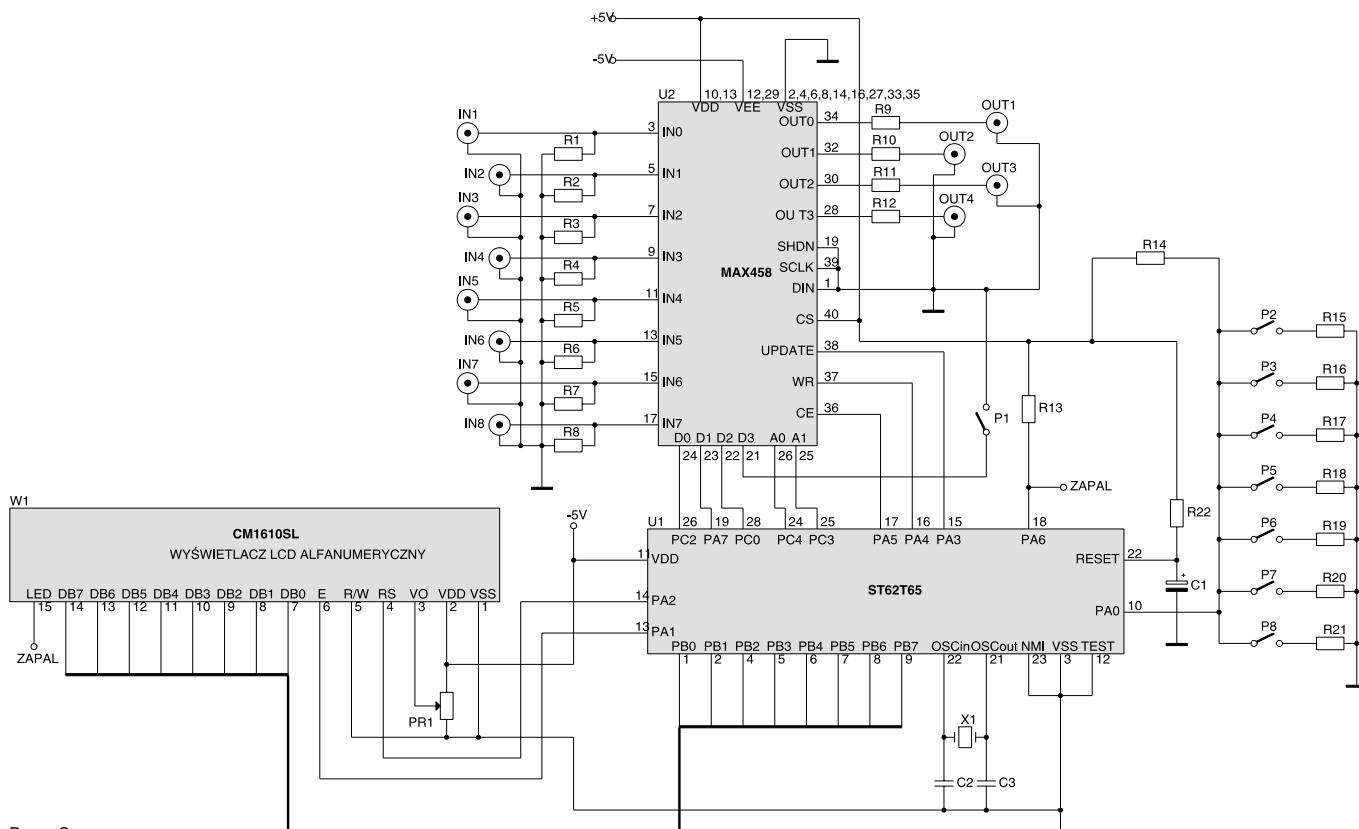 +5V
-5V
U2
10,13
12,29
2,4,6,8,14,16,27,33,35
VDD VEE VSS
IN1
3 IN0
R1
IN2
5 IN1
R2
IN3
7 IN2
R3
IN4
9 IN3
R4
IN5
11 IN4
R5
IN6
13 IN5
R6
IN7
15 IN6
R7
IN8
17 IN7
R8
MAX458
OUT0 34 R9 OUT1
OUT1 32 R10 OUT2
OUT2 30 R11 OUT3
OU T3 28 R12 OUT4
SHDN 19
SCLK 39
DIN 1
CS 40
UPDATE 38
WR 37
CE 36
D0 D1 D2 D3 A0 A1
24 23 22 21 26 25
P1
R13
ZAPAL
R14
R22
C1
P2 R15
P3 R16
P4 R17
P5 R18
P6 R19
P7 R20
P8 R21
W1
CM1610SL
WYŚWIETLACZ LCD ALFANUMERYCZNY
LED DB7 DB6 DB5 DB4 DB3 DB2 DB1 DB0 E R/W RS VO VDD VSS
15 14 13 12 11 10 9 8 7 6 5 4 3 2 1
ZAPAL
PR1
-5V
U1
26 19 28 24 25 17 16 15 18
PC2 PA7 PC0 PC4 PC3 PA5 PA4 PA3 PA6
11 VDD
14 PA2
13 PA1
ST62T65
RESET 22
PA0 10
PB0 PB1 PB2 PB3 PB4 PB5 PB6 PB7 OSCin OSCout NMI VSS TEST
1 2 4 5 6 7 8 9 22 21 23 3 12
X1
C2 C3